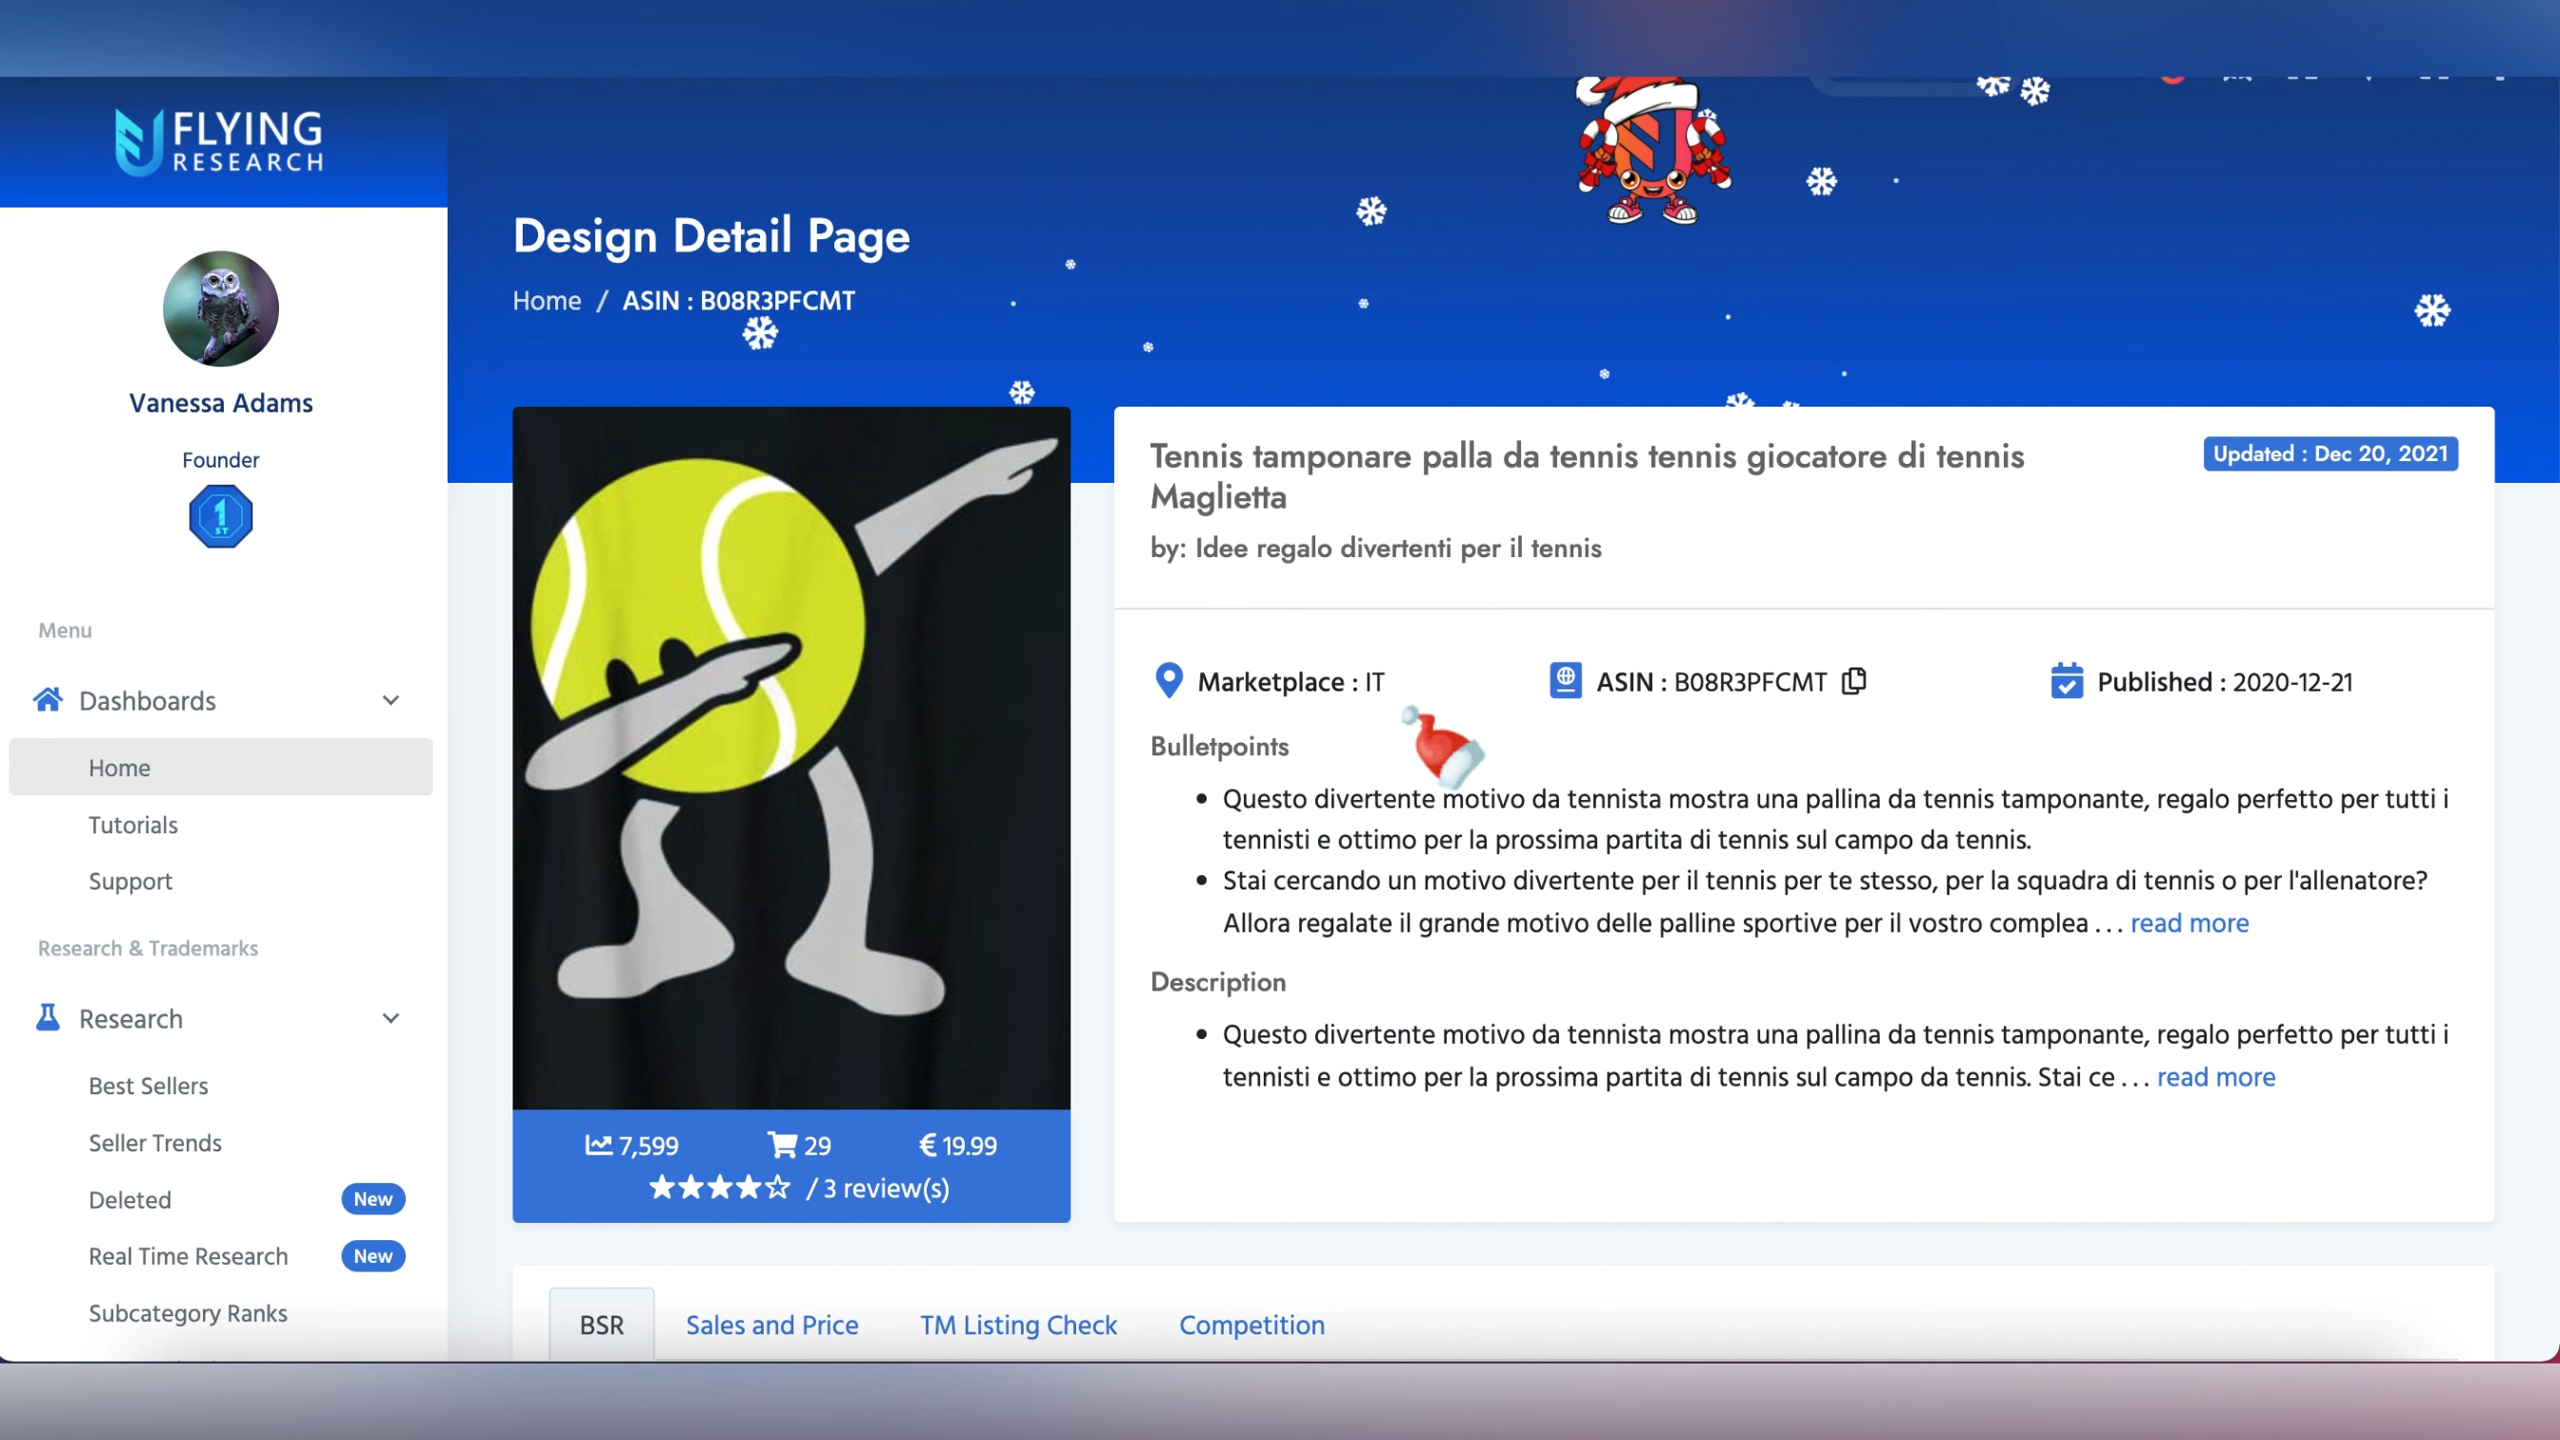 FLYING
RESEARCH
Vanessa Adams
Founder
1
ST
Menu
Dashboards
Home
Tutorials
Support
Research & Trademarks
Research
Best Sellers
Seller Trends
Deleted New
Real Time Research New
Subcategory Ranks
Design Detail Page
Home / ASIN : B08R3PFCMT
7,599 29 € 19.99
/ 3 review(s)
Tennis tamponare palla da tennis tennis giocatore di tennis
Maglietta
Updated : Dec 20, 2021
by: Idee regalo divertenti per il tennis
Marketplace : IT ASIN : B08R3PFCMT Published : 2020-12-21
Bulletpoints
• Questo divertente motivo da tennista mostra una pallina da tennis tamponante, regalo perfetto per tutti i
tennisti e ottimo per la prossima partita di tennis sul campo da tennis.
• Stai cercando un motivo divertente per il tennis per te stesso, per la squadra di tennis o per l'allenatore?
Allora regalate il grande motivo delle palline sportive per il vostro complea . . . read more
Description
• Questo divertente motivo da tennista mostra una pallina da tennis tamponante, regalo perfetto per tutti i
tennisti e ottimo per la prossima partita di tennis sul campo da tennis. Stai ce . . . read more
BSR Sales and Price TM Listing Check Competition